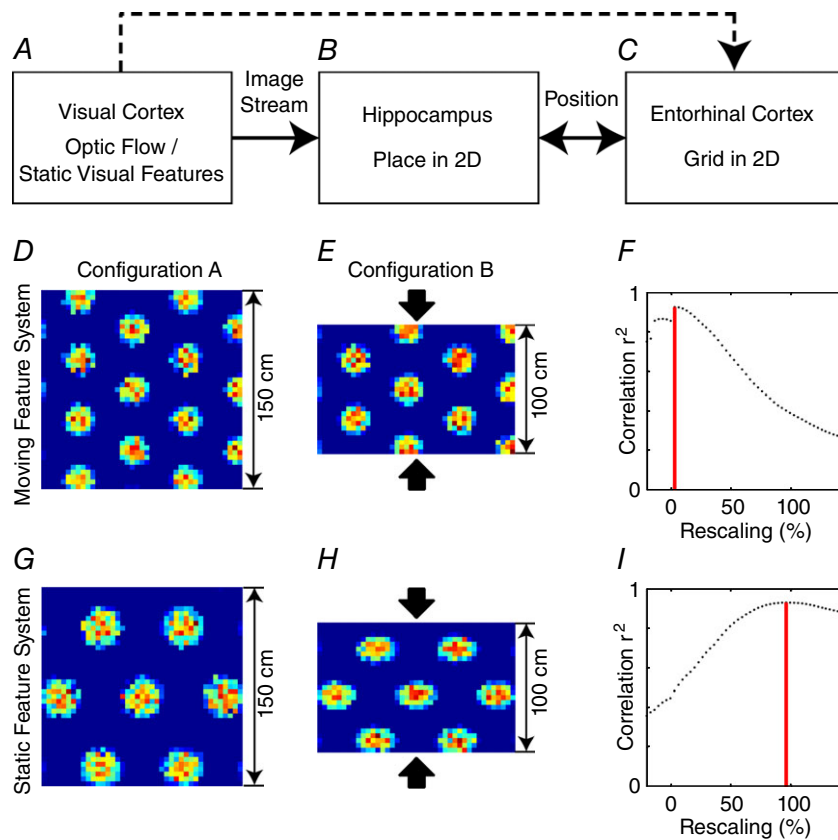 A
B
C
Visual Cortex
Optic Flow /
Static Visual Features
Image
Stream
Hippocampus
Place in 2D
Position
Entorhinal Cortex
Grid in 2D
D
Configuration A
E
Configuration B
F
Moving Feature System
150 cm
100 cm
Correlation r²
1
0
0
50
100
Rescaling (%)
G
H
I
Static Feature System
150 cm
100 cm
Correlation r²
1
0
0
50
100
Rescaling (%)